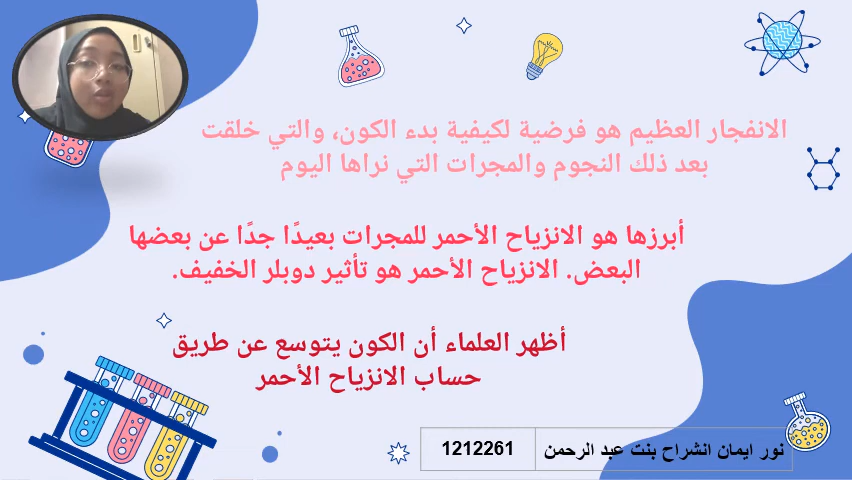 الانفجار العظيم هو فرضية لكيفية بدء الكون، والتي خلقت
بعد ذلك النجوم والمجرات التي نراها اليوم
أبرزها هو الانزياح الأحمر للمجرات بعيدًا جدًا عن بعضها
البعض. الانزياح الأحمر هو تأثير دوبلر الخفيف.
أظهر العلماء أن الكون يتوسع عن طريق
حساب الانزياح الأحمر
نور ايمان انشراح بنت عبد الرحمن 1212261